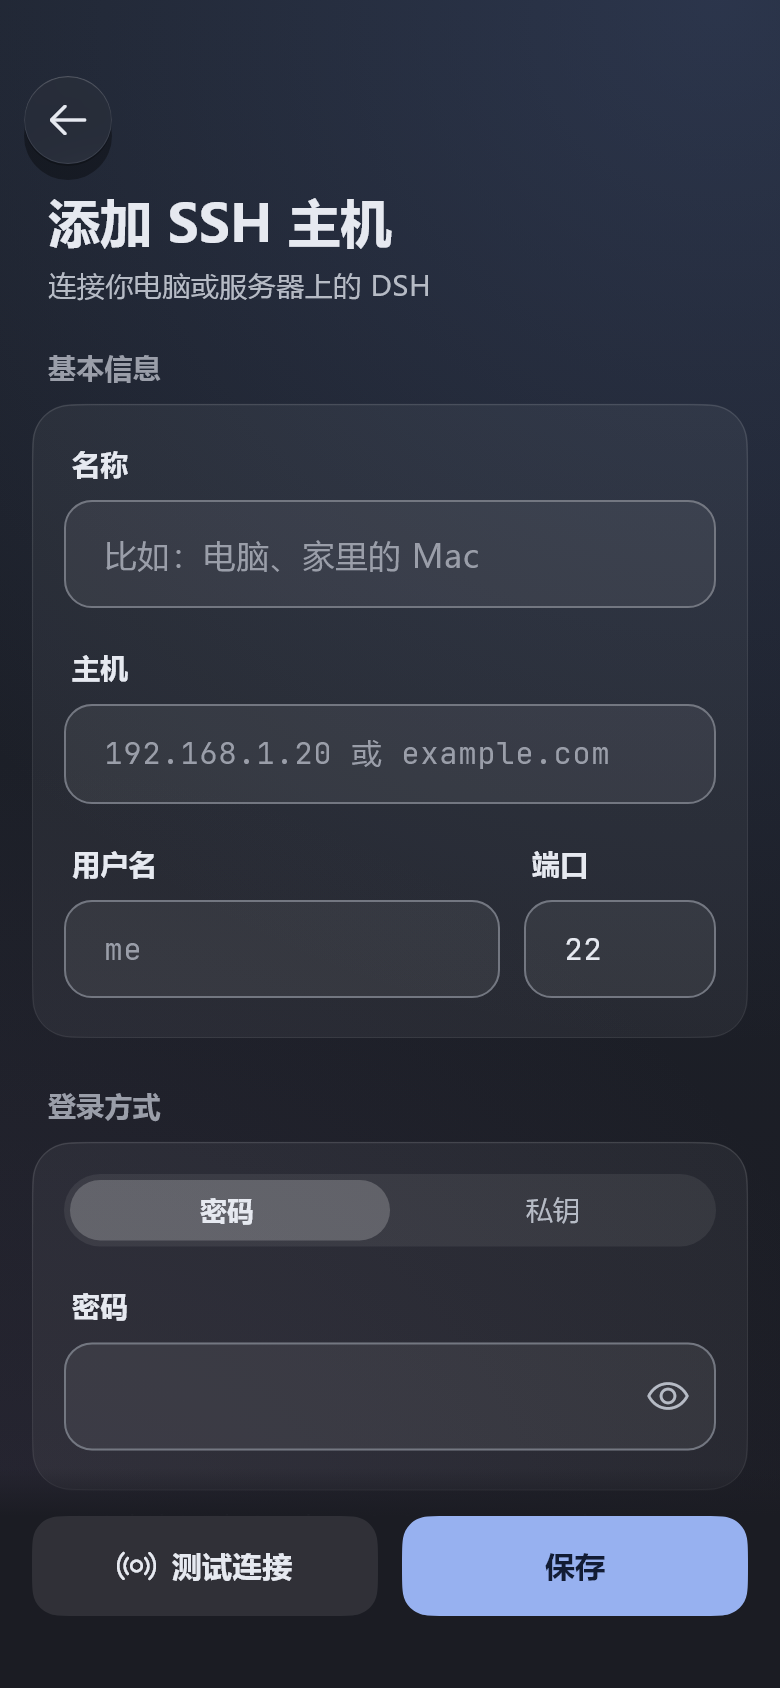 添加 SSH 主机
连接你电脑或服务器上的 DSH
基本信息
名称
比如：电脑、家里的 Mac
主机
192.168.1.20 或 example.com
用户名
端口
me
22
登录方式
密码
私钥
密码
测试连接
保存